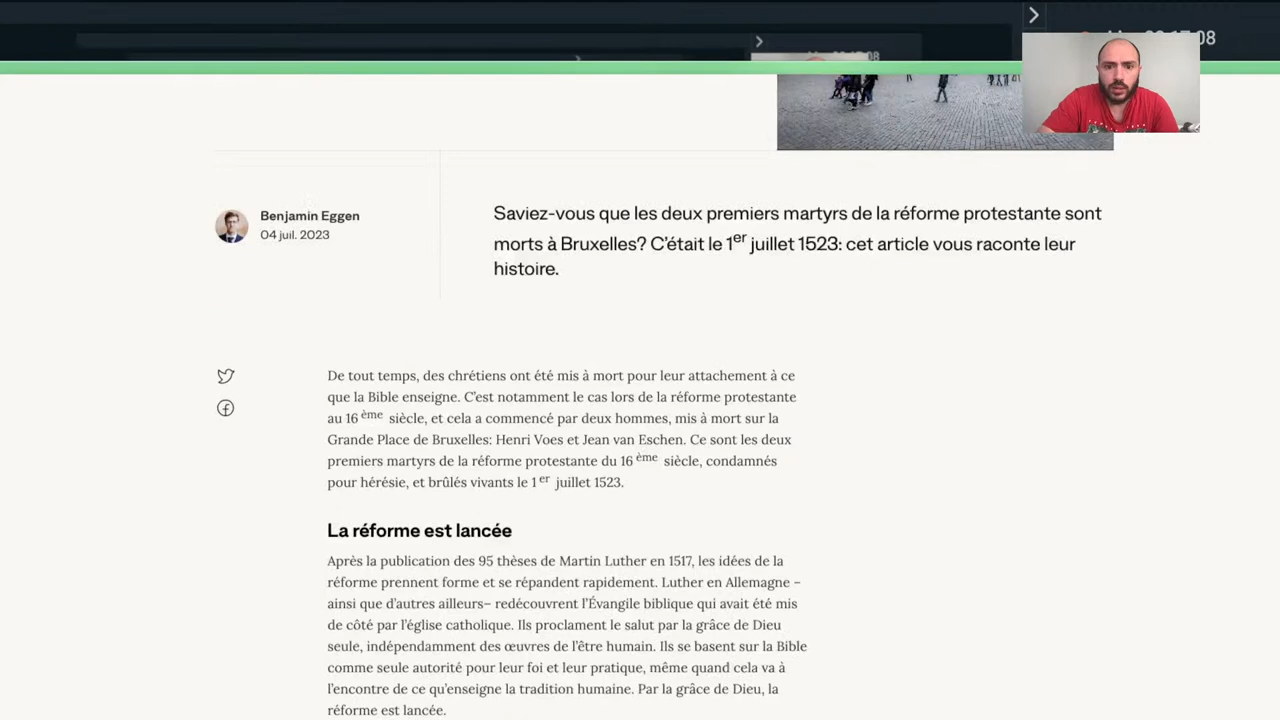 Benjamin Eggen
04 juil. 2023
Saviez-vous que les deux premiers martyrs de la réforme protestante sont
morts à Bruxelles? C'était le 1er juillet 1523: cet article vous raconte leur
histoire.
De tout temps, des chrétiens ont été mis à mort pour leur attachement à ce
que la Bible enseigne. C'est notamment le cas lors de la réforme protestante
au 16 ème siècle, et cela a commencé par deux hommes, mis à mort sur la
Grande Place de Bruxelles: Henri Voes et Jean van Eschen. Ce sont les deux
premiers martyrs de la réforme protestante du 16 ème siècle, condamnés
pour hérésie, et brûlés vivants le 1 er juillet 1523.
La réforme est lancée
Après la publication des 95 thèses de Martin Luther en 1517, les idées de la
réforme prennent forme et se répandent rapidement. Luther en Allemagne –
ainsi que d'autres ailleurs– redécouvrent l'Évangile biblique qui avait été mis
de côté par l'église catholique. Ils proclament le salut par la grâce de Dieu
seule, indépendamment des œuvres de l'être humain. Ils se basent sur la Bible
comme seule autorité pour leur foi et leur pratique, même quand cela va à
l'encontre de ce qu'enseigne la tradition humaine. Par la grâce de Dieu, la
réforme est lancée.